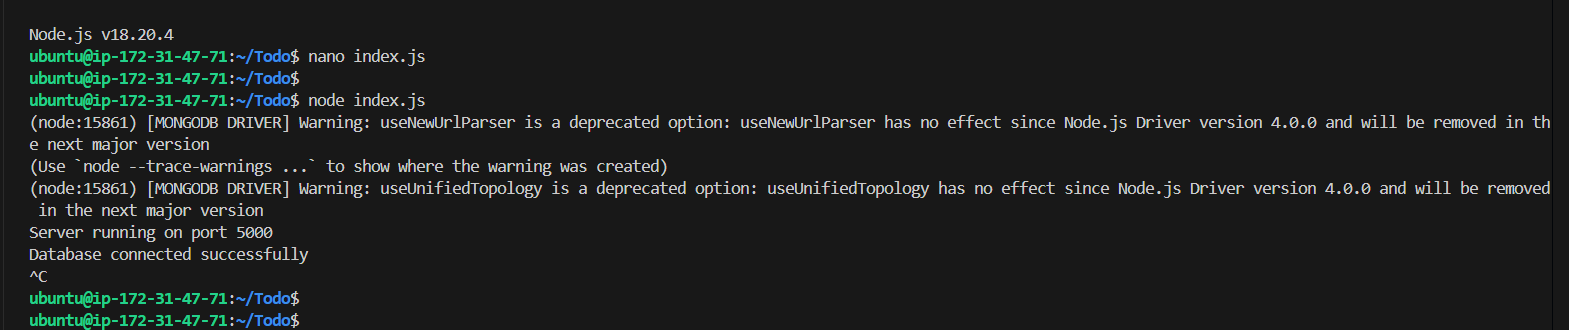 Node.js v18.20.4
ubuntu@ip-172-31-47-71:~/Todo$ nano index.js
ubuntu@ip-172-31-47-71:~/Todo$
ubuntu@ip-172-31-47-71:~/Todo$ node index.js
(node:15861) [MONGODB DRIVER] Warning: useNewUrlParser is a deprecated option: useNewUrlParser has no effect since Node.js Driver version 4.0.0 and will be removed in th
e next major version
(Use `node --trace-warnings ...` to show where the warning was created)
(node:15861) [MONGODB DRIVER] Warning: useUnifiedTopology is a deprecated option: useUnifiedTopology has no effect since Node.js Driver version 4.0.0 and will be removed
 in the next major version
Server running on port 5000
Database connected successfully
^C
ubuntu@ip-172-31-47-71:~/Todo$
ubuntu@ip-172-31-47-71:~/Todo$